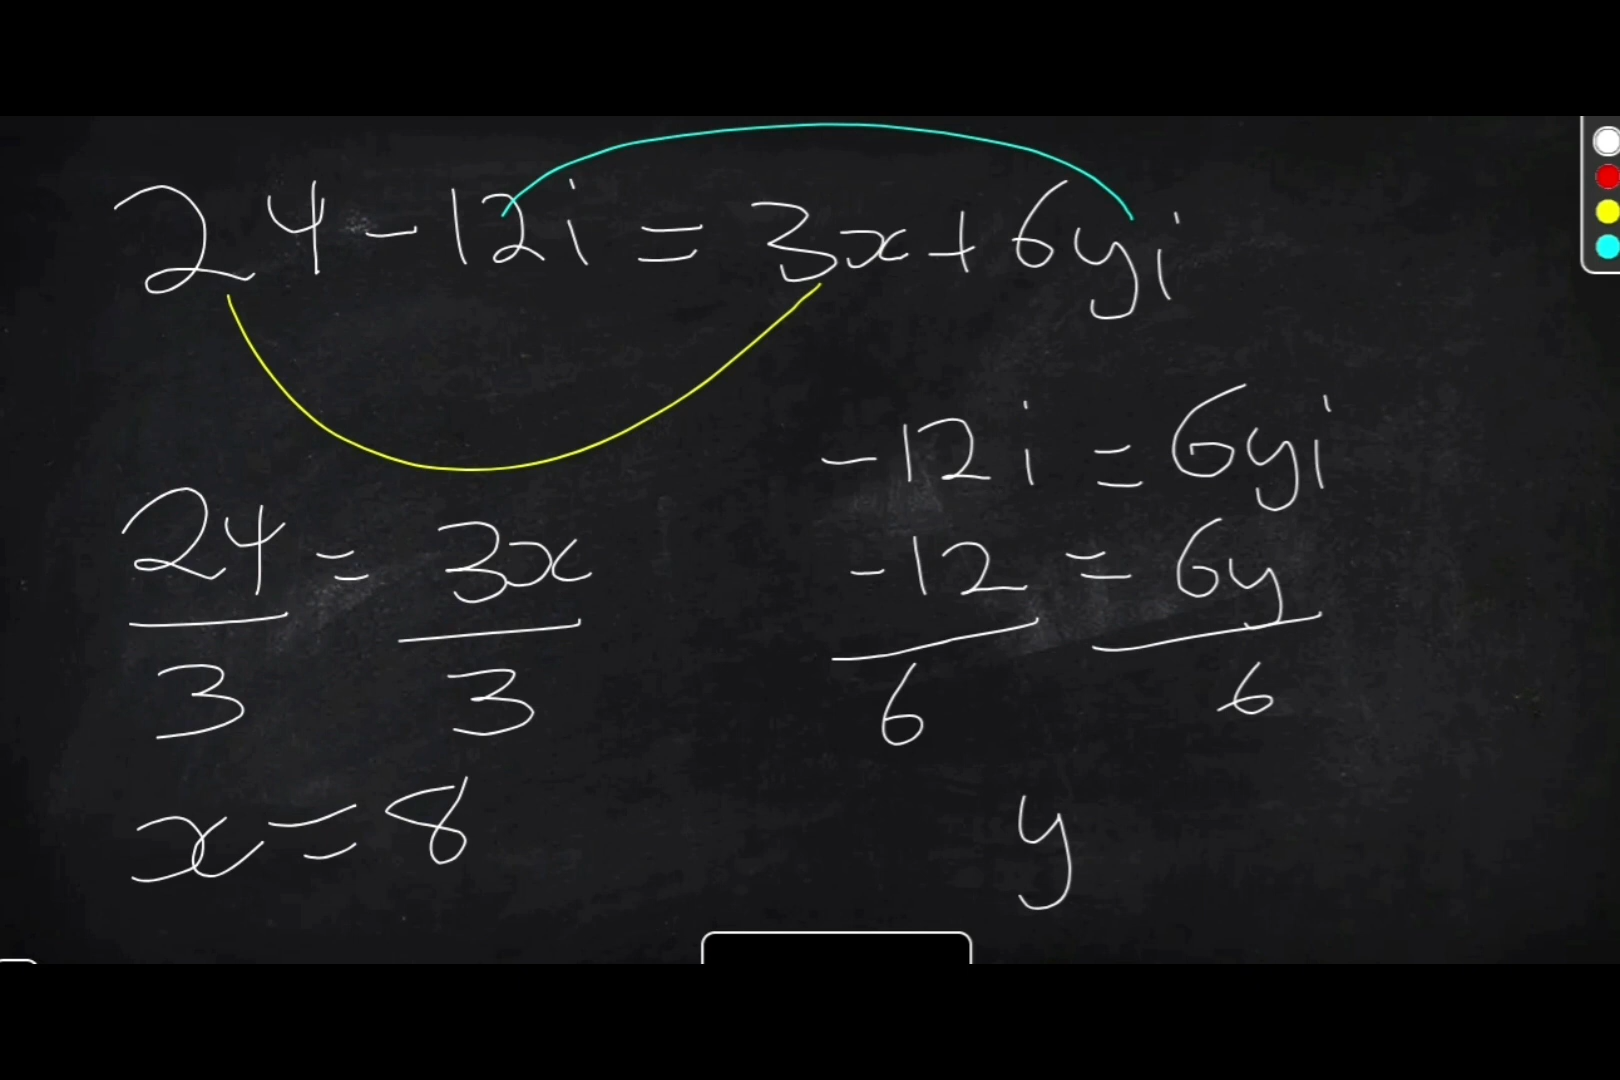 24-12i = 3x+6yi
24 = 3x
3 3
x=8
-12i = 6yi
-12 = 6y
6 6
y